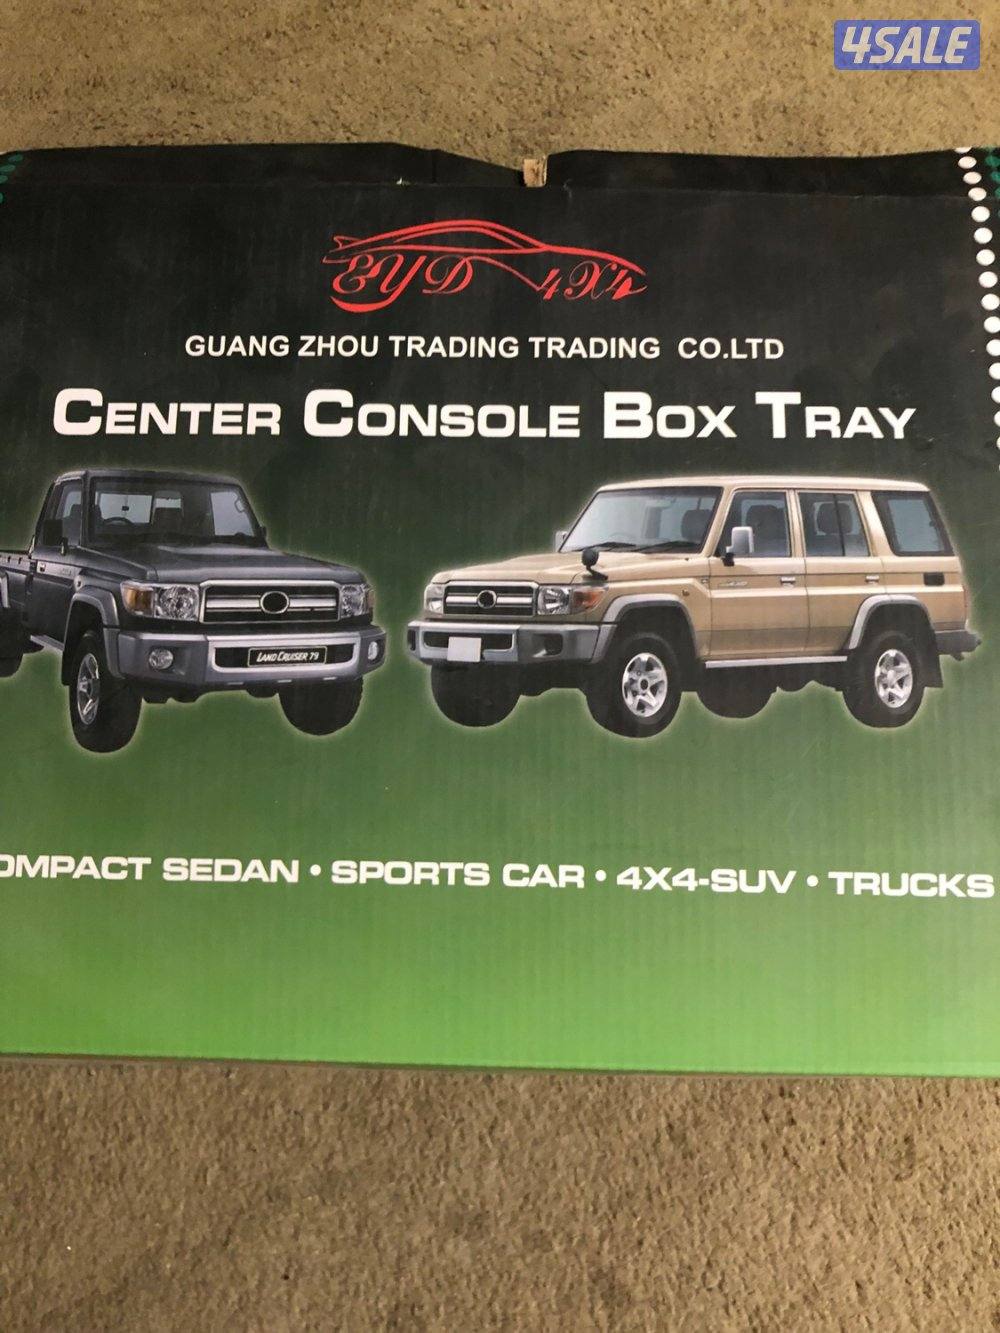 4SALE
EYD 4X4
GUANG ZHOU TRADING TRADING CO.LTD
CENTER CONSOLE BOX TRAY
LAND CRUISER 79
OMPACT SEDAN • SPORTS CAR • 4X4-SUV • TRUCKS